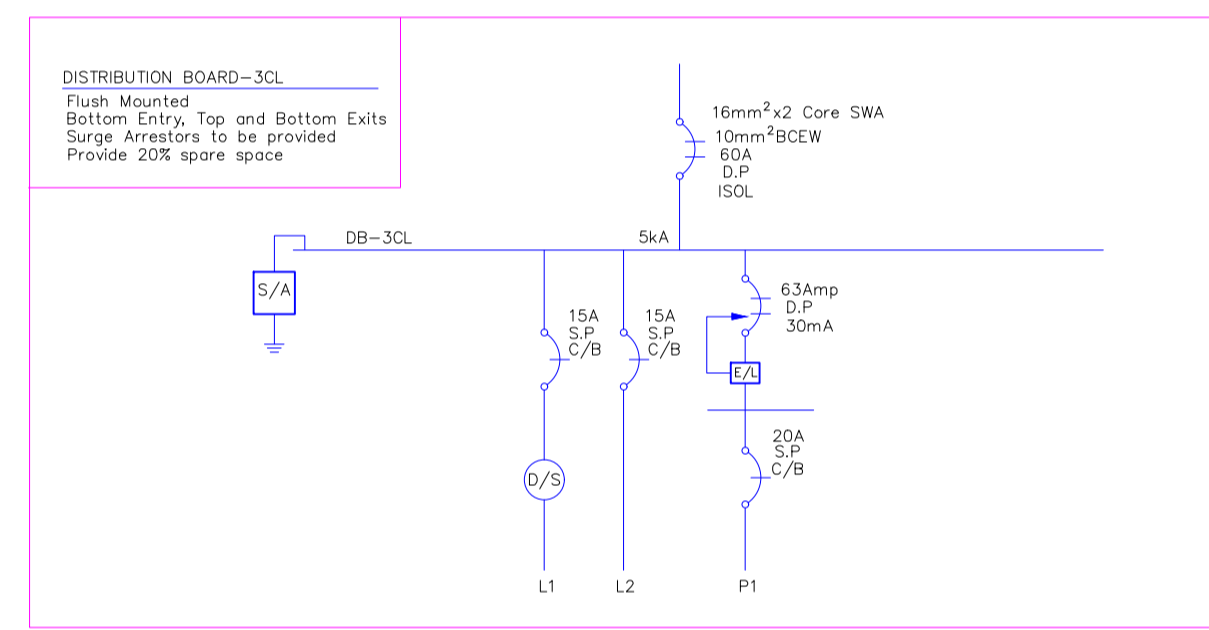 DISTRIBUTION BOARD-3CL
Flush Mounted
Bottom Entry, Top and Bottom Exits
Surge Arrestors to be provided
Provide 20% spare space
16mm²x2 Core SWA
10mm²BCEW
60A
D.P
ISOL
DB-3CL
5kA
S/A
15A
S.P
C/B
15A
S.P
C/B
63Amp
D.P
30mA
E/L
20A
S.P
C/B
D/S
L1
L2
P1